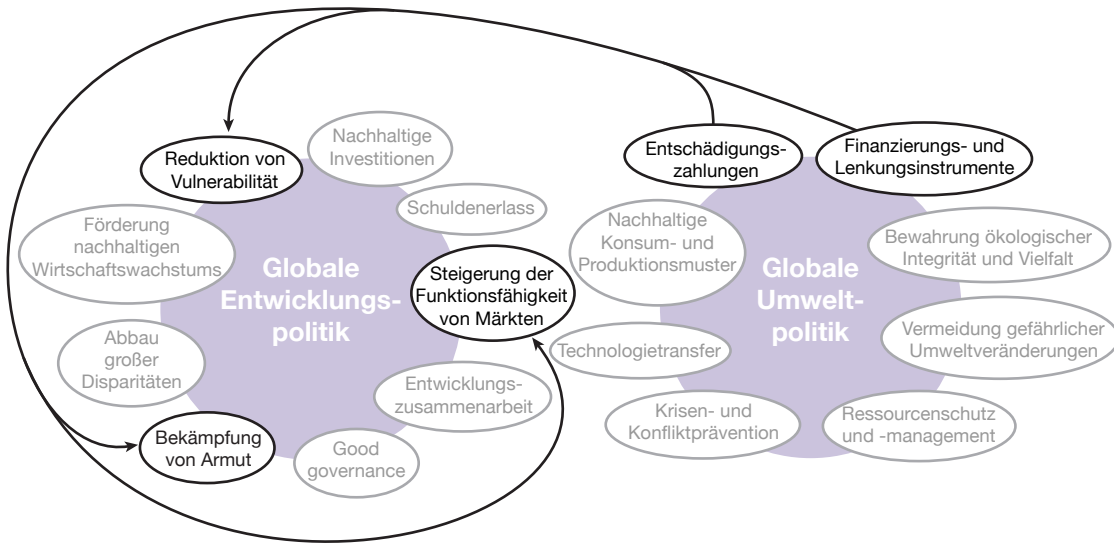 Reduktion von
Vulnerabilität
Nachhaltige
Investitionen
Schuldenerlass
Förderung
nachhaltigen
Wirtschaftswachstums
Globale
Entwicklungs-
politik
Steigerung der
Funktionsfähigkeit
von Märkten
Abbau
großer
Disparitäten
Entwicklungs-
zusammenarbeit
Bekämpfung
von Armut
Good
governance
Entschädigungs-
zahlungen
Finanzierungs- und
Lenkungsinstrumente
Nachhaltige
Konsum- und
Produktionsmuster
Bewahrung ökologischer
Integrität und Vielfalt
Globale
Umwelt-
politik
Technologietransfer
Vermeidung gefährlicher
Umweltveränderungen
Krisen- und
Konfliktprävention
Ressourcenschutz
und -management